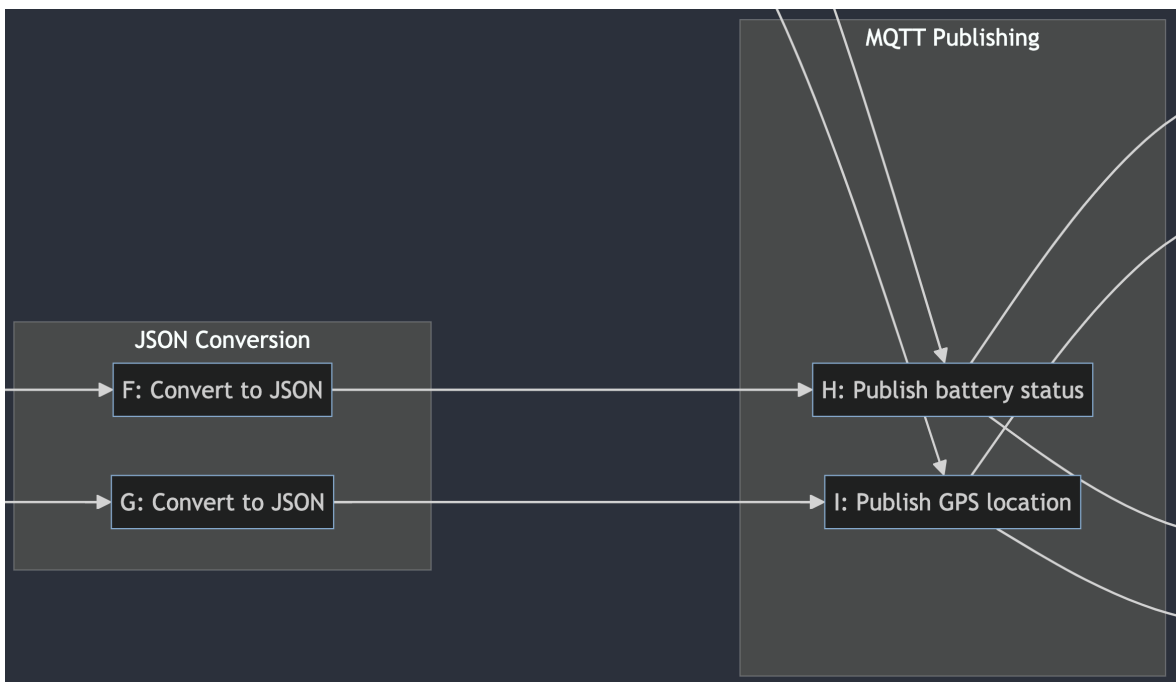 MQTT Publishing
JSON Conversion
F: Convert to JSON
H: Publish battery status
G: Convert to JSON
I: Publish GPS location